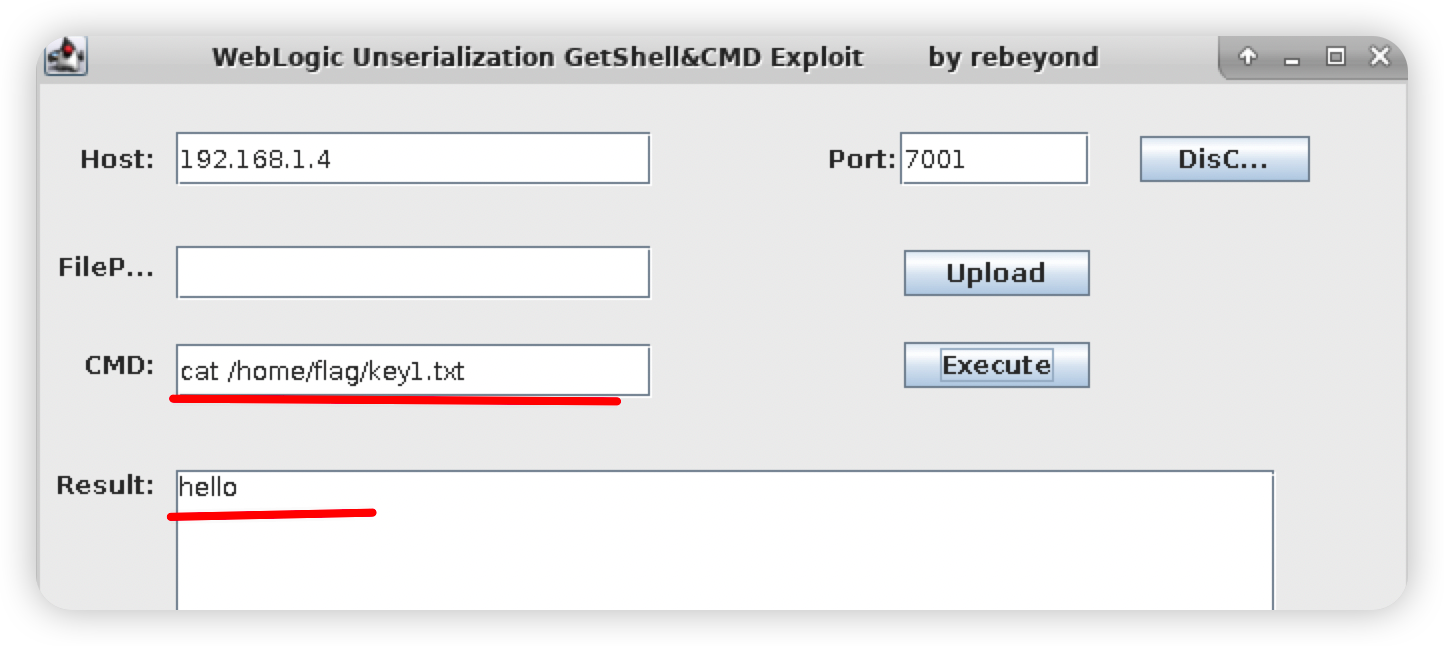 WebLogic Unserialization GetShell&CMD Exploit by rebeyond
Host: 192.168.1.4 Port: 7001 DisC...
FileP... Upload
CMD: cat /home/flag/key1.txt Execute
Result: hello